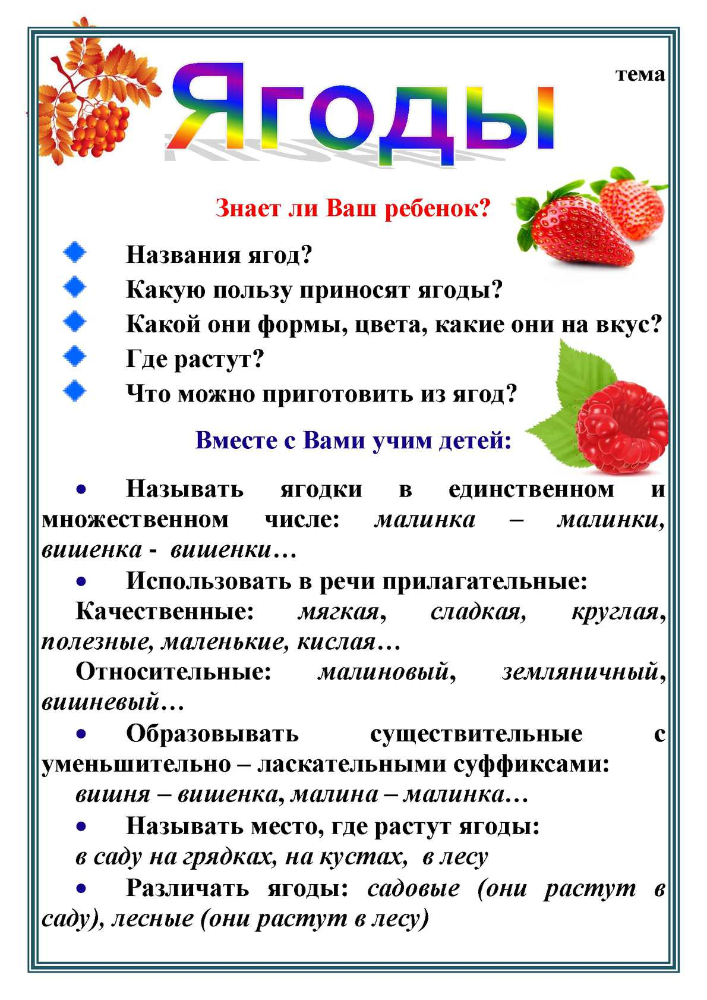 тема
Ягоды
Знает ли Ваш ребенок?
Названия ягод?
Какую пользу приносят ягоды?
Какой они формы, цвета, какие они на вкус?
Где растут?
Что можно приготовить из ягод?
Вместе с Вами учим детей:
• Называть ягодки в единственном и
множественном числе: малинка – малинки,
вишенка - вишенки…
• Использовать в речи прилагательные:
Качественные: мягкая, сладкая, круглая,
полезные, маленькие, кислая…
Относительные: малиновый, земляничный,
вишневый…
• Образовывать существительные с
уменьшительно – ласкательными суффиксами:
вишня – вишенка, малина – малинка…
• Называть место, где растут ягоды:
в саду на грядках, на кустах, в лесу
• Различать ягоды: садовые (они растут в
саду), лесные (они растут в лесу)